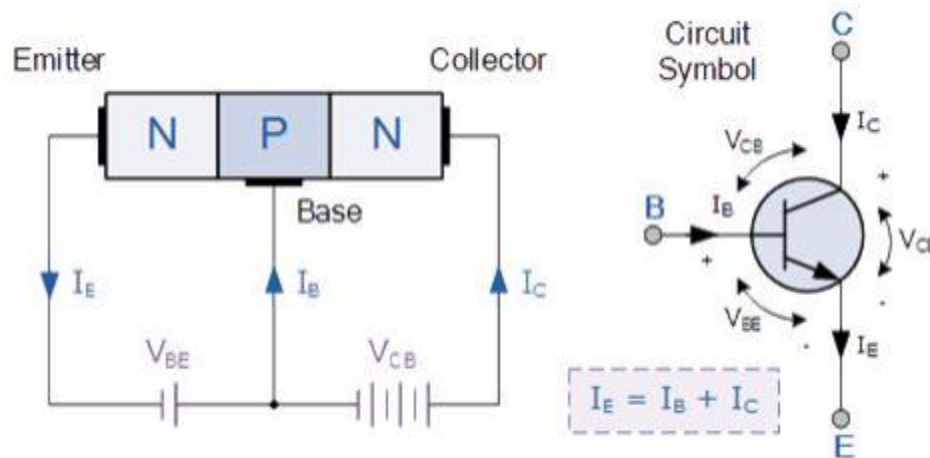 Emitter
Collector
N P N
Base
I_E
I_B
I_C
V_BE
V_CB
Circuit
Symbol
C
I_C
V_CB
+
B
I_B
+
V_BE
-
-
I_E
I_E = I_B + I_C
E